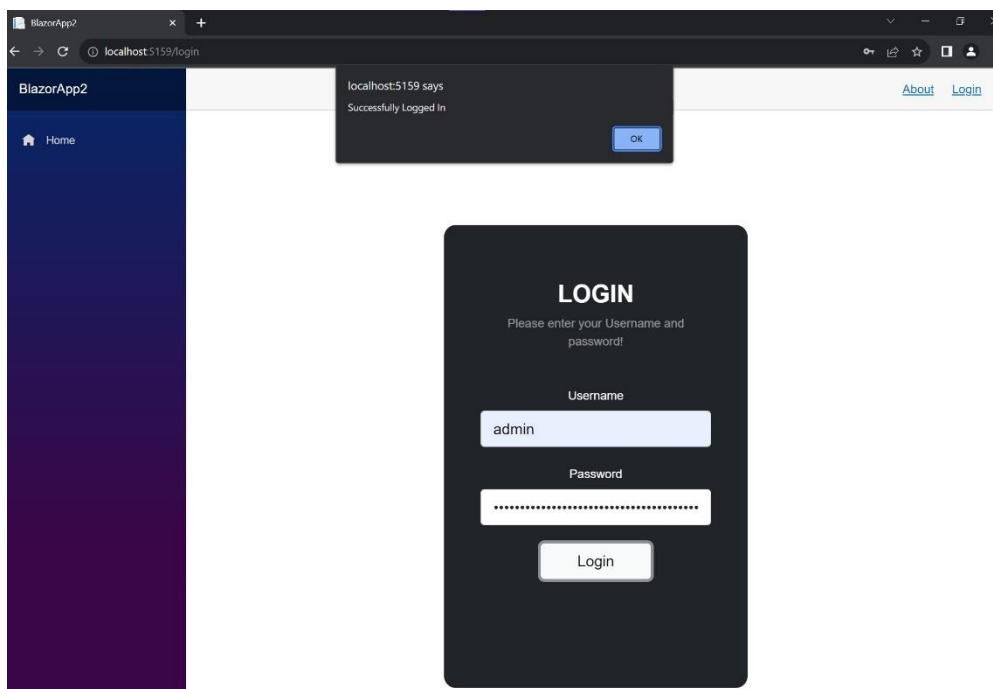 BlazorApp2
localhost:5159/login
BlazorApp2
localhost:5159 says
Successfully Logged In
OK
About Login
Home
LOGIN
Please enter your Username and
password!
Username
admin
Password
••••••••••••••••••••••••••••••••••••••••
Login